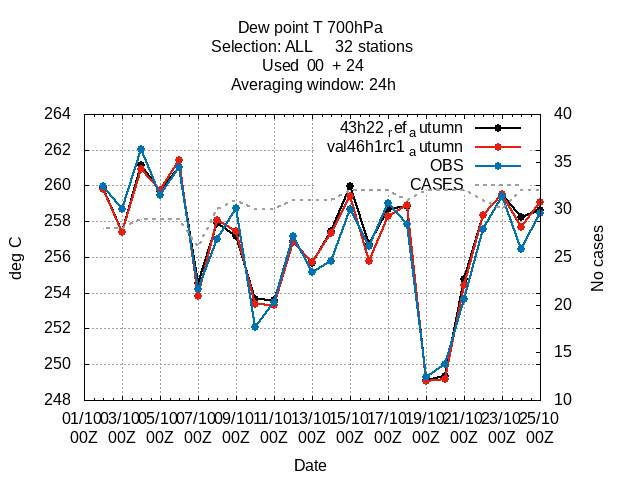 Dew point T 700hPa
Selection: ALL 32 stations
Used 00 + 24
Averaging window: 24h
264 40
43h22refautumn
val46h1rc1autumn
262 35
OBS
260 CASES
258 30
256 25
254 20
252
250 15
248 10
deg C
No cases
01/10 03/10 05/10 07/10 09/10 11/10 13/10 15/10 17/10 19/10 21/10 23/10 25/10
00Z 00Z 00Z 00Z 00Z 00Z 00Z 00Z 00Z 00Z 00Z 00Z 00Z
Date